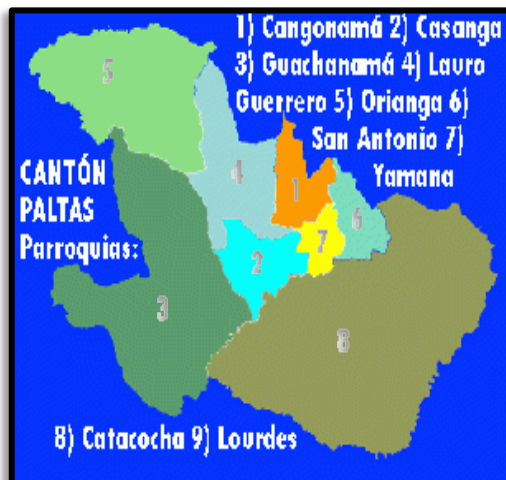 1) Cangonamá 2) Casanga
3) Guachanamá 4) Lauro
Guerrero 5) Orianga 6)
San Antonio 7)
Yamana
CANTÓN
PALTAS
Parroquias:
5
4
1
6
7
2
3
8
8) Catacocha 9) Lourdes